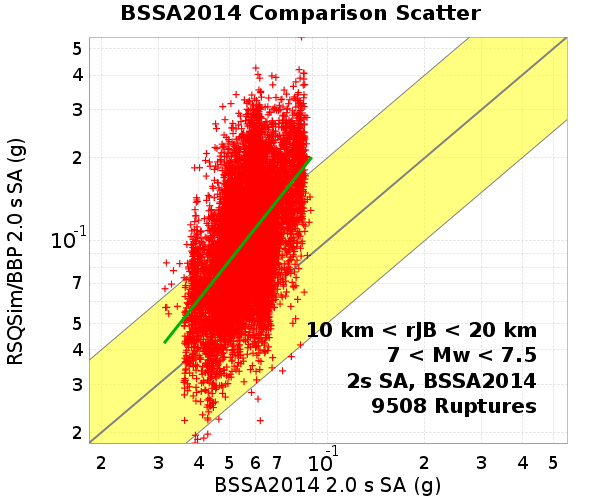 BSSA2014 Comparison Scatter
RSQSim/BBP 2.0 s SA (g)
5
4
3
2
10-1
7
5
4
3
2
10 km < rJB < 20 km
7 < Mw < 7.5
2s SA, BSSA2014
9508 Ruptures
2 3 4 5 6 7 10-1 2 3 4 5
BSSA2014 2.0 s SA (g)